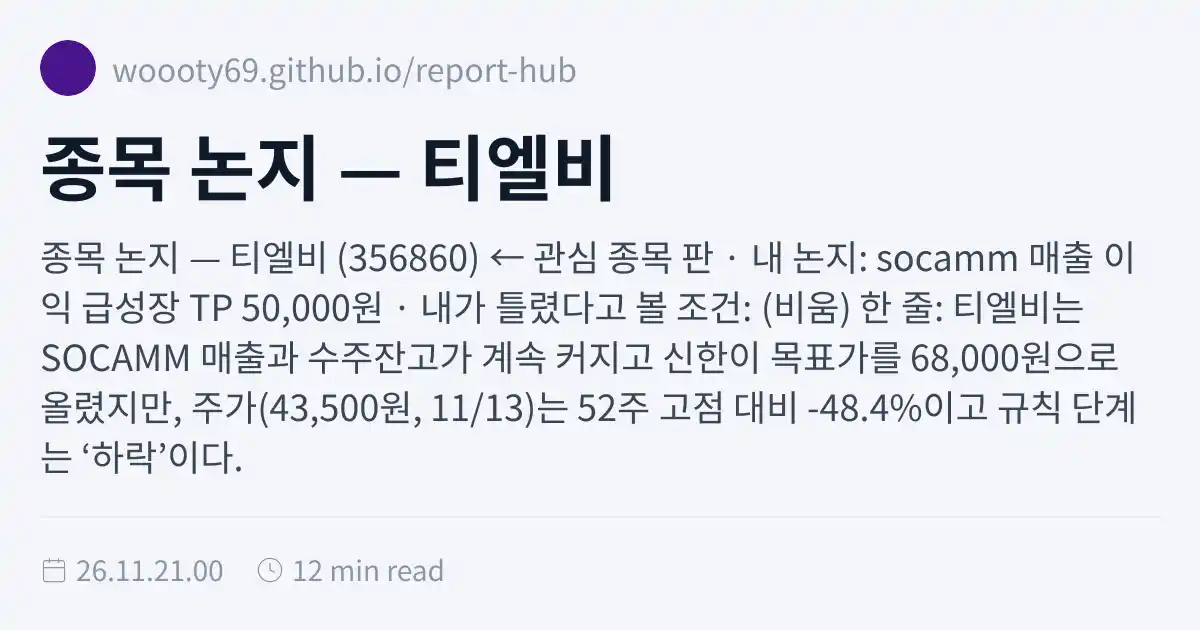 woooty69.github.io/report-hub
종목 논지 — 티엘비
종목 논지 — 티엘비 (356860) ← 관심 종목 판 · 내 논지: socamm 매출 이
익 급성장 TP 50,000원 · 내가 틀렸다고 볼 조건: (비움) 한 줄: 티엘비는
SOCAMM 매출과 수주잔고가 계속 커지고 신한이 목표가를 68,000원으로
올렸지만, 주가(43,500원, 11/13)는 52주 고점 대비 -48.4%이고 규칙 단계
는 ‘하락’이다.
26.11.21.00
12 min read